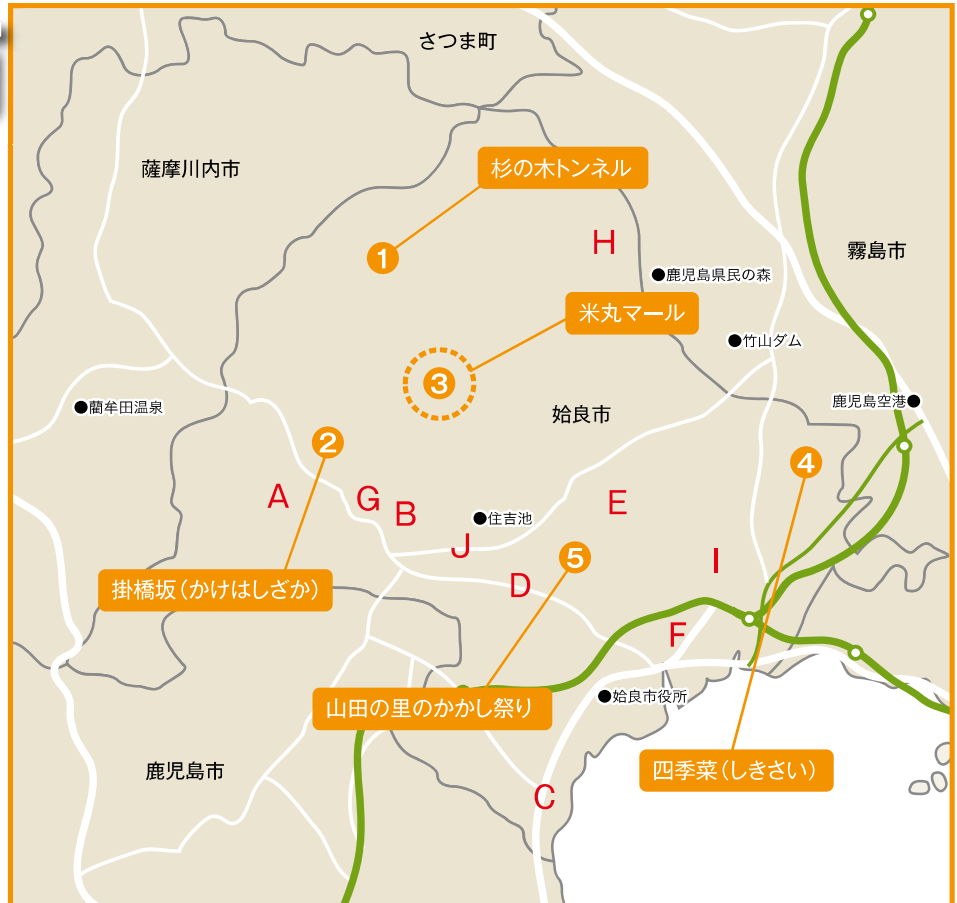 さつま町
薩摩川内市
杉の木トンネル
1
H
霧島市
●鹿児島県民の森
米丸マール
●竹山ダム
3
●藺牟田温泉
姶良市
鹿児島空港●
2
4
A
G
B
●住吉池
E
J
5
I
D
掛橋坂（かけはしざか）
F
●姶良市役所
山田の里のかかし祭り
鹿児島市
四季菜（しきさい）
C